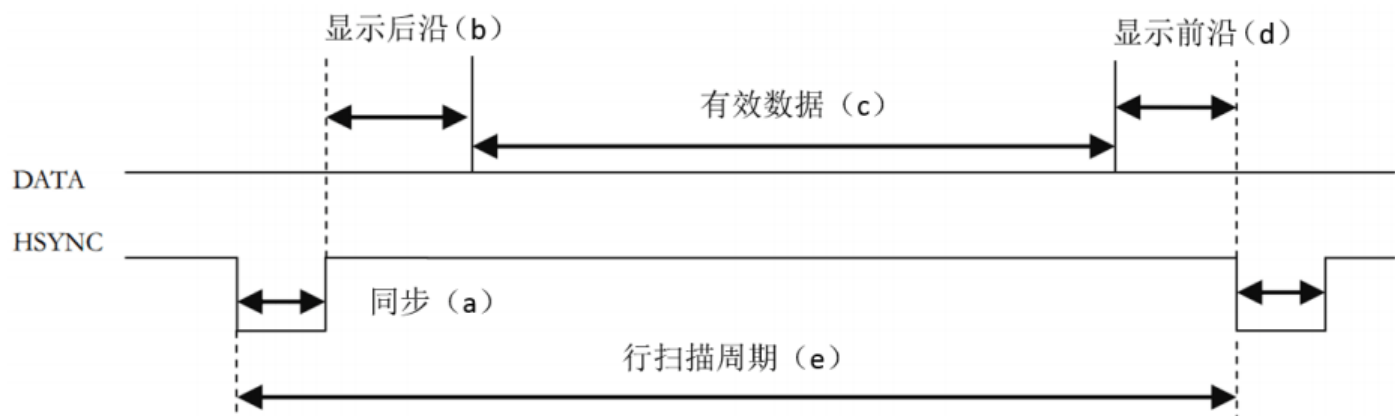 显示后沿(b)
显示前沿(d)
有效数据(c)
DATA
HSYNC
同步(a)
行扫描周期(e)